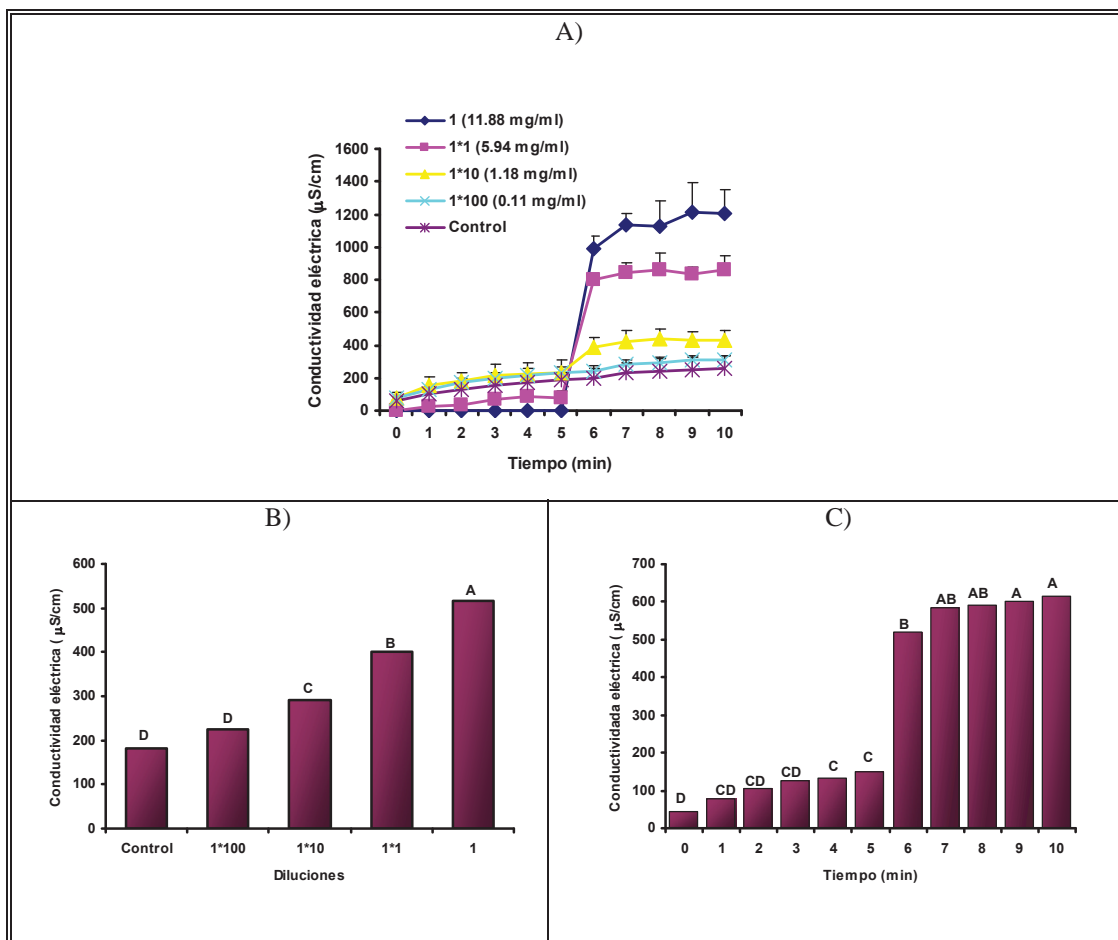 A)
1 (11.88 mg/ml)
1*1 (5.94 mg/ml)
1*10 (1.18 mg/ml)
1*100 (0.11 mg/ml)
Control
Conductividad eléctrica (µS/cm)
1600
1400
1200
1000
800
600
400
200
0
0 1 2 3 4 5 6 7 8 9 10
Tiempo (min)
B)
Conductividad eléctrica ( µS/cm)
600
500
400
300
200
100
0
D D C B A
Control 1*100 1*10 1*1 1
Diluciones
C)
Conductividada eléctrica ( µS/cm)
700
600
500
400
300
200
100
0
D CD CD CD C C B AB AB A A
0 1 2 3 4 5 6 7 8 9 10
Tiempo (min)